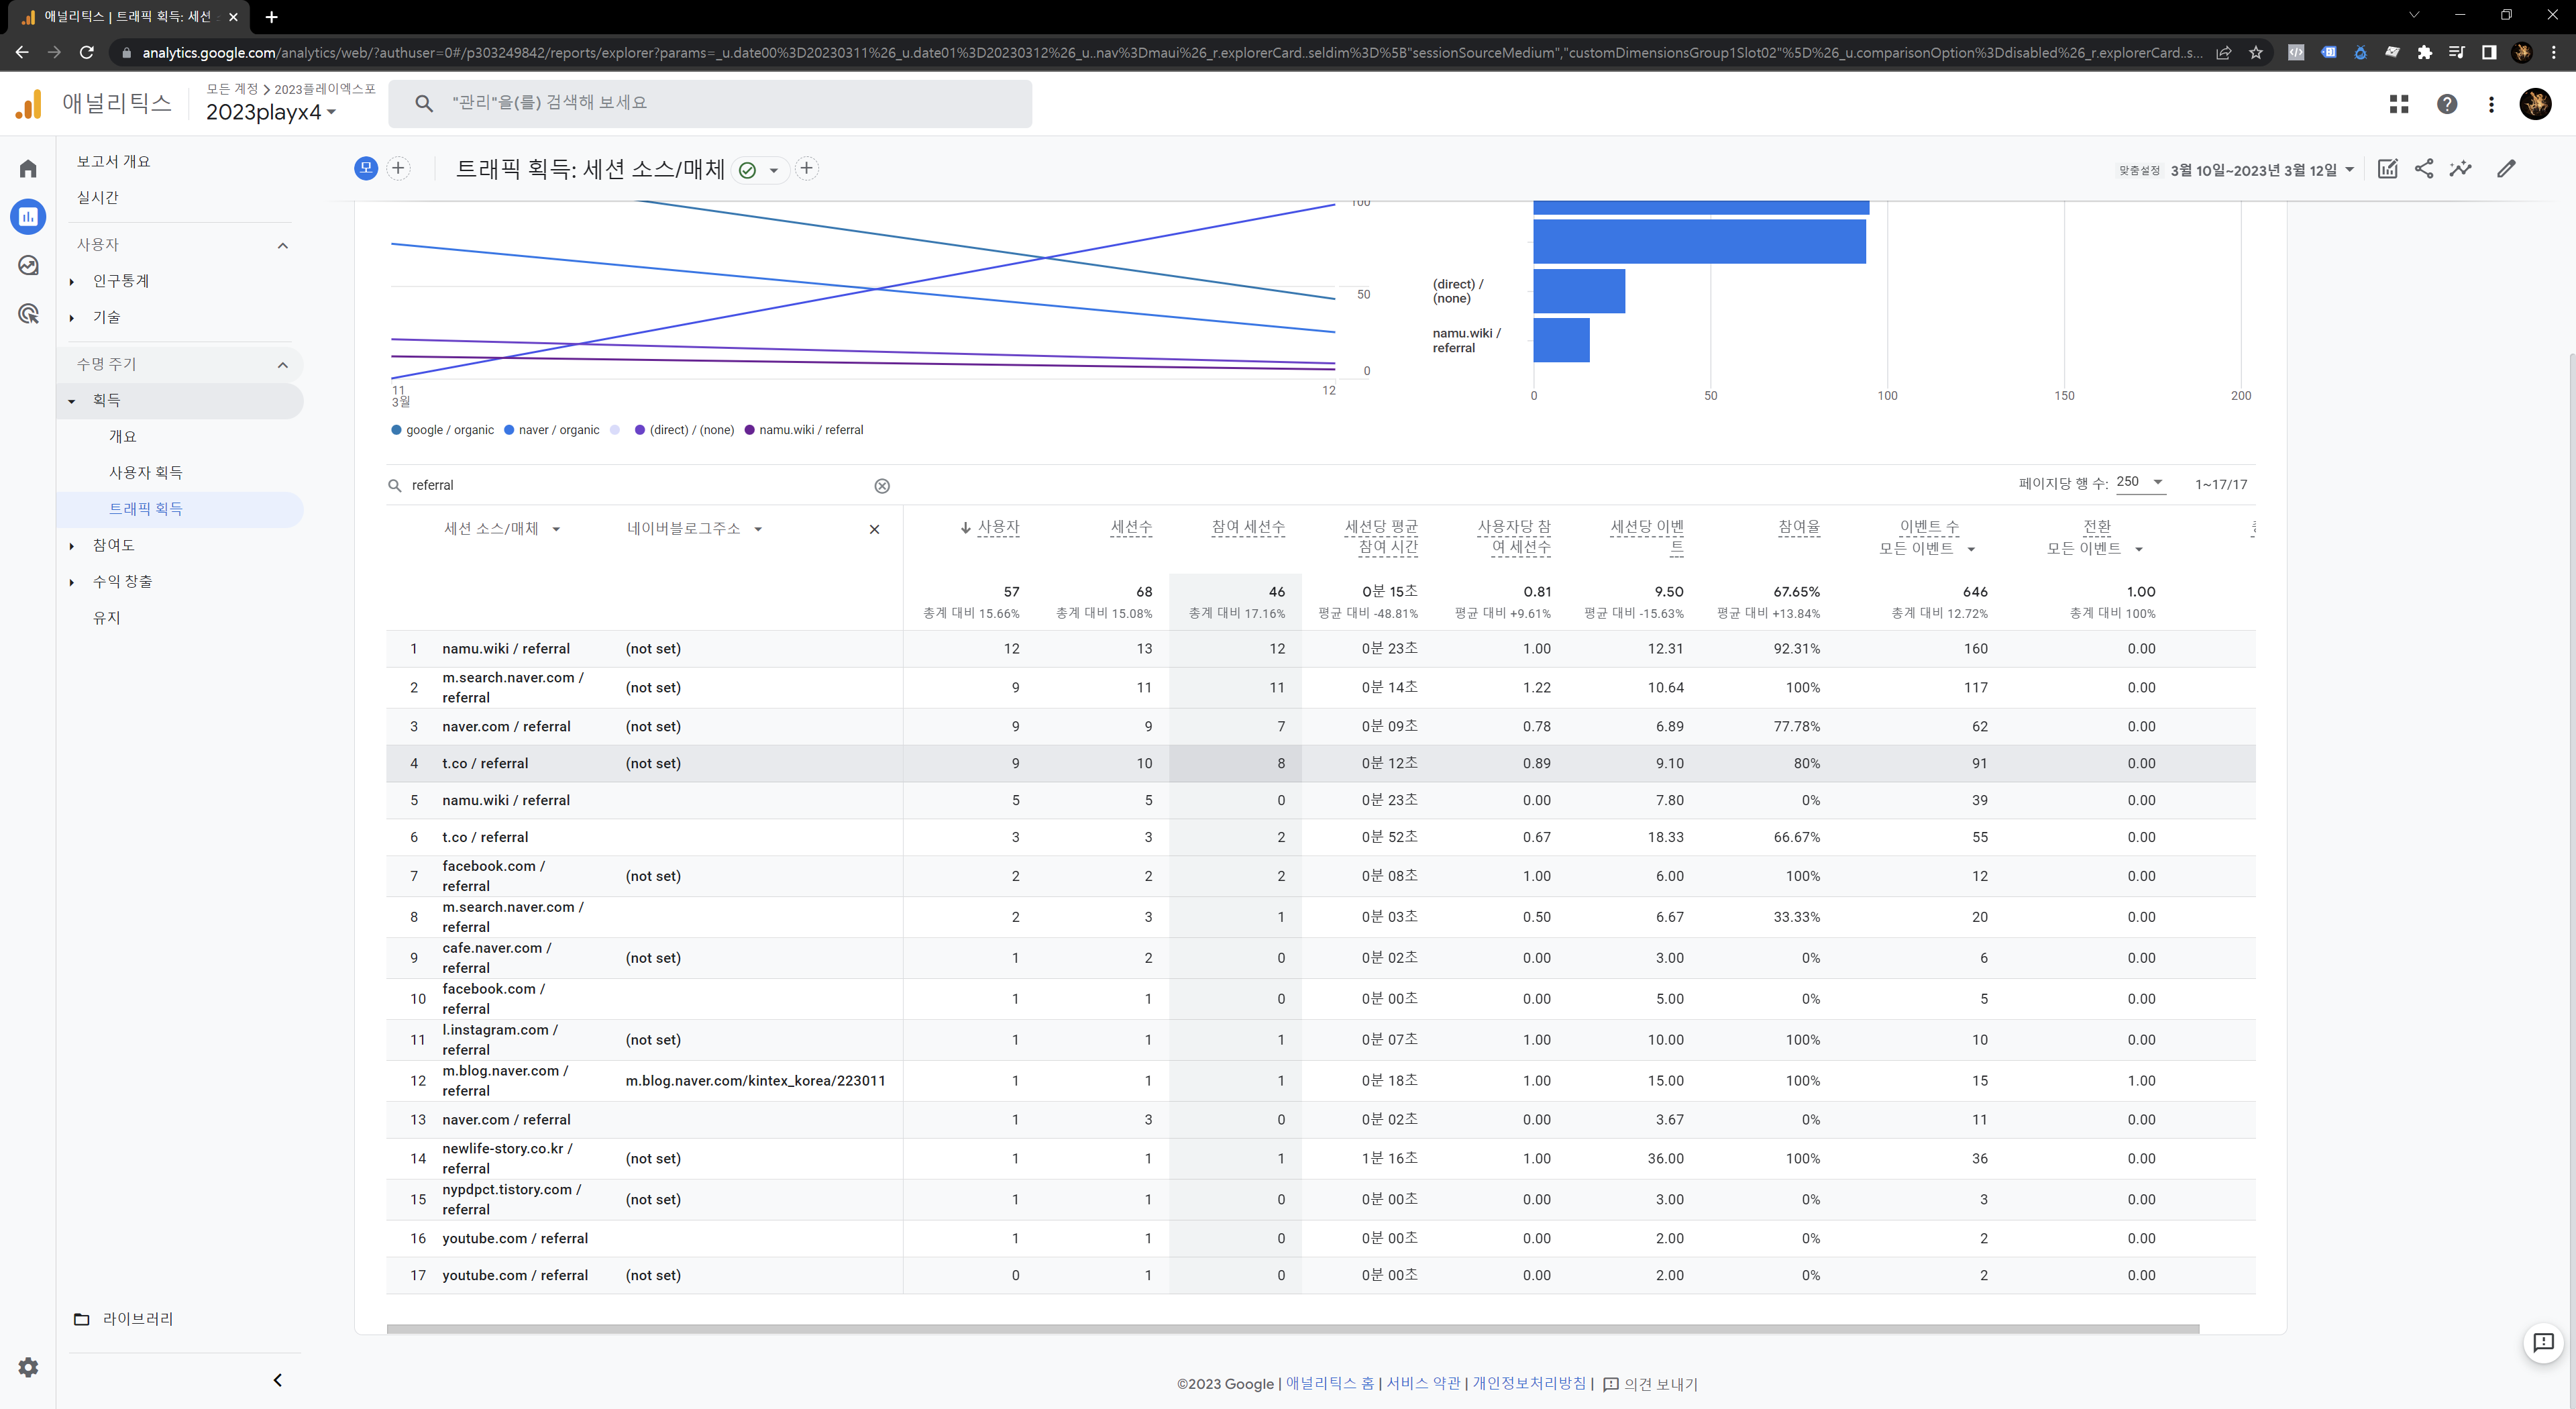 애널리틱스 | 트래픽 획득: 세션
analytics.google.com/analytics/web/?authuser=0#/p303249842/reports/explorer?params=_u.date00%3D20230311%26_u.date01%3D20230312%26_u..nav%3Dmaui%26_r.explorerCard..seldim%3D%5B"sessionSourceMedium","customDimensionsGroup1Slot02"%5D%26_u.comparisonOption%3Ddisabled%26_r.explorerCard..s...
애널리틱스
모든 계정 > 2023플레이엑스포
2023playx4
"관리"을(를) 검색해 보세요
보고서 개요
실시간
사용자
인구통계
기술
수명 주기
획득
개요
사용자 획득
트래픽 획득
참여도
수익 창출
유지
라이브러리
모
트래픽 획득: 세션 소스/매체
맞춤설정 3월 10일~2023년 3월 12일
100
50
0
11
3월
12
google / organic naver / organic (direct) / (none) namu.wiki / referral
(direct) /
(none)
namu.wiki /
referral
0 50 100 150 200
referral
페이지당 행 수: 250 1~17/17
세션 소스/매체 네이버블로그주소 사용자 세션수 참여 세션수 세션당 평균 사용자당 참 세션당 이벤 참여율 이벤트 수 전환
참여 시간 여 세션수 트 모든 이벤트 모든 이벤트
57 68 46 0분 15초 0.81 9.50 67.65% 646 1.00
총계 대비 15.66% 총계 대비 15.08% 총계 대비 17.16% 평균 대비 -48.81% 평균 대비 +9.61% 평균 대비 -15.63% 평균 대비 +13.84% 총계 대비 12.72% 총계 대비 100%
1 namu.wiki / referral (not set) 12 13 12 0분 23초 1.00 12.31 92.31% 160 0.00
m.search.naver.com /
2 referral (not set) 9 11 11 0분 14초 1.22 10.64 100% 117 0.00
3 naver.com / referral (not set) 9 9 7 0분 09초 0.78 6.89 77.78% 62 0.00
4 t.co / referral (not set) 9 10 8 0분 12초 0.89 9.10 80% 91 0.00
5 namu.wiki / referral 5 5 0 0분 23초 0.00 7.80 0% 39 0.00
6 t.co / referral 3 3 2 0분 52초 0.67 18.33 66.67% 55 0.00
facebook.com /
7 referral (not set) 2 2 2 0분 08초 1.00 6.00 100% 12 0.00
m.search.naver.com /
8 referral 2 3 1 0분 03초 0.50 6.67 33.33% 20 0.00
cafe.naver.com /
9 referral (not set) 1 2 0 0분 02초 0.00 3.00 0% 6 0.00
facebook.com /
10 referral 1 1 0 0분 00초 0.00 5.00 0% 5 0.00
l.instagram.com /
11 referral (not set) 1 1 1 0분 07초 1.00 10.00 100% 10 0.00
m.blog.naver.com /
12 referral m.blog.naver.com/kintex_korea/223011 1 1 1 0분 18초 1.00 15.00 100% 15 1.00
13 naver.com / referral 1 3 0 0분 02초 0.00 3.67 0% 11 0.00
newlife-story.co.kr /
14 referral (not set) 1 1 1 1분 16초 1.00 36.00 100% 36 0.00
nypdpct.tistory.com /
15 referral (not set) 1 1 0 0분 00초 0.00 3.00 0% 3 0.00
16 youtube.com / referral 1 1 0 0분 00초 0.00 2.00 0% 2 0.00
17 youtube.com / referral (not set) 0 1 0 0분 00초 0.00 2.00 0% 2 0.00
©2023 Google | 애널리틱스 홈 | 서비스 약관 | 개인정보처리방침 | 의견 보내기